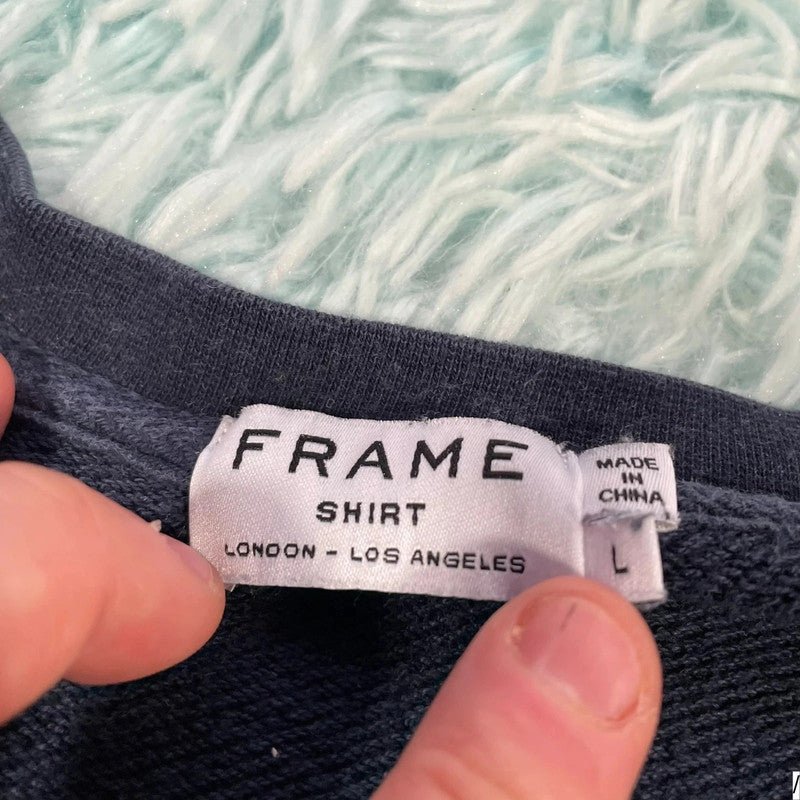 FRAME
SHIRT
LONDON - LOS ANGELES
MADE
IN
CHINA
L